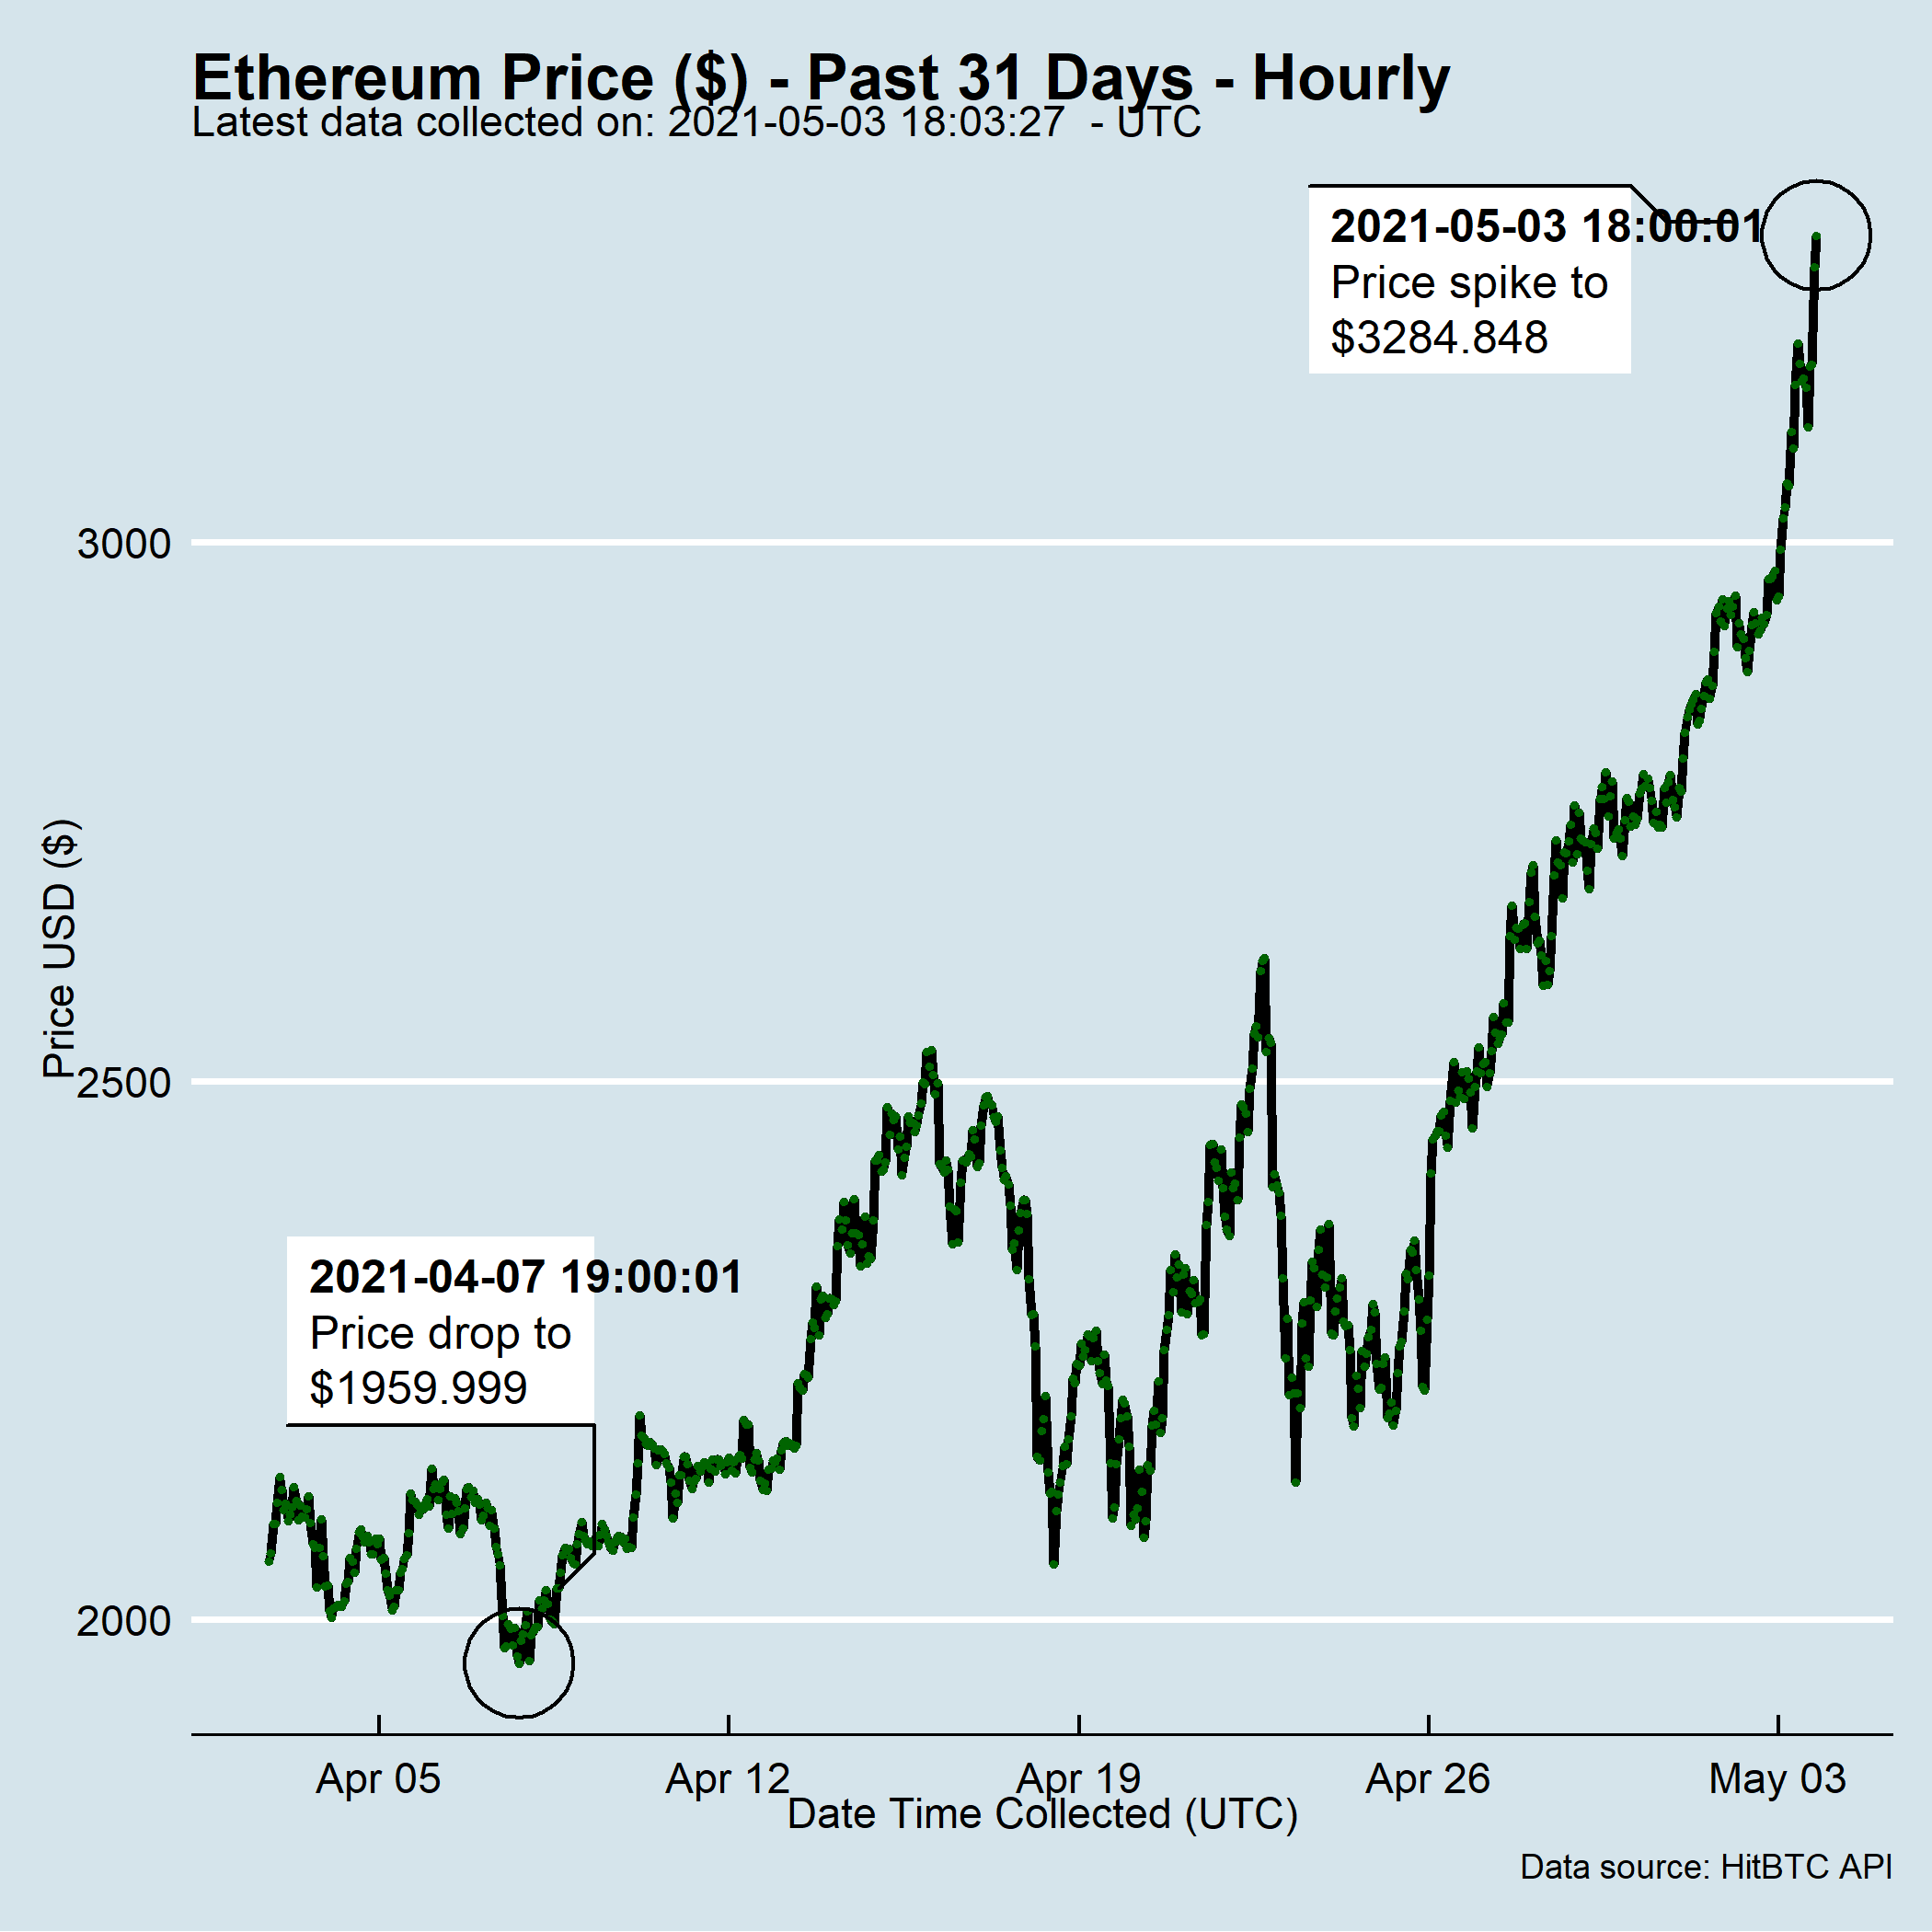 Ethereum Price ($) - Past 31 Days - Hourly
Latest data collected on: 2021-05-03 18:03:27  - UTC
2021-05-03 18:00:01
Price spike to
$3284.848
3000
Price USD ($)
2500
2021-04-07 19:00:01
Price drop to
$1959.999
2000
Apr 05
Apr 12
Apr 19
Apr 26
May 03
Date Time Collected (UTC)
Data source: HitBTC API